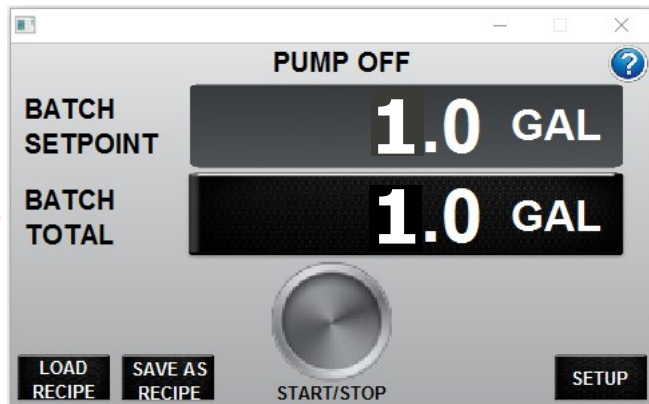 PUMP OFF
?
BATCH
SETPOINT
1.0 GAL
BATCH
TOTAL
1.0 GAL
LOAD
RECIPE
SAVE AS
RECIPE
START/STOP
SETUP